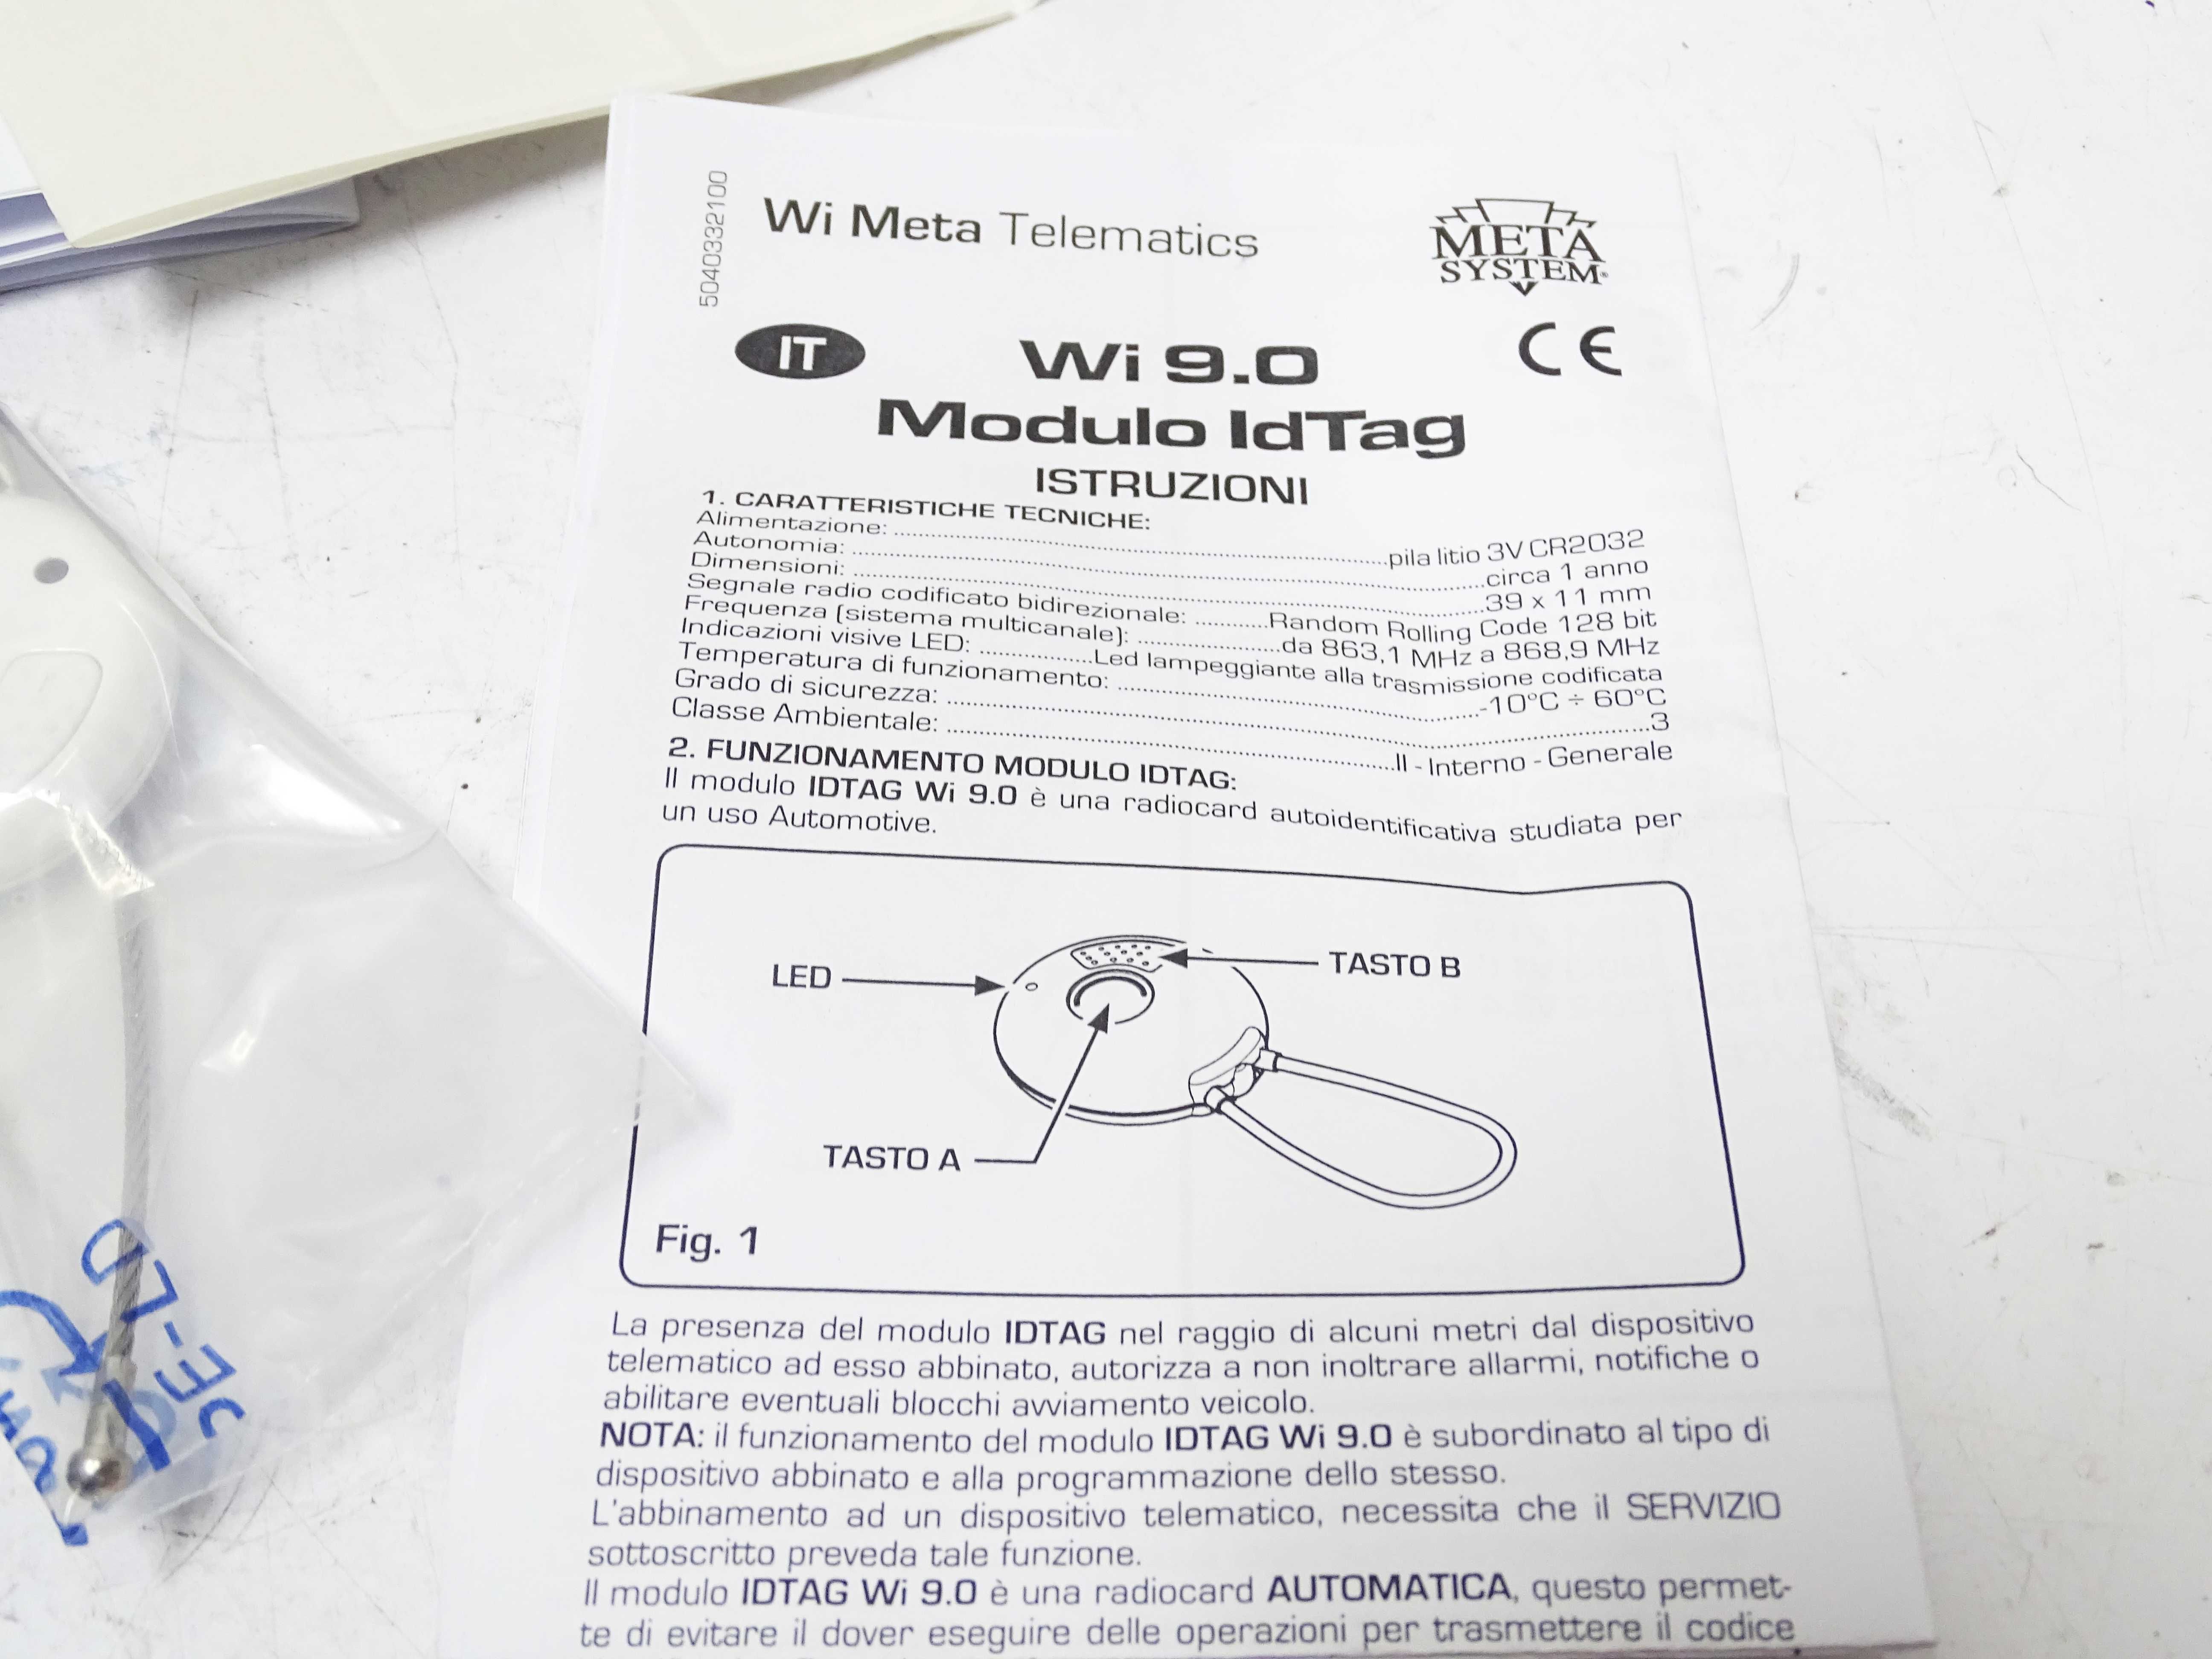 50403332100
Wi Meta Telematics
META
SYSTEM
IT
Wi 9.0
CE
Modulo IdTag
ISTRUZIONI
1. CARATTERISTICHE TECNICHE:
Alimentazione: ........................................pila litio 3V CR2032
Autonomia: ........................................circa 1 anno
Dimensioni: ........................................39 x 11 mm
Segnale radio codificato bidirezionale: ............Random Rolling Code 128 bit
Frequenza (sistema multicanale): ....................da 863,1 MHz a 868,9 MHz
Indicazioni visive LED: ................Led lampeggiante alla trasmissione codificata
Temperatura di funzionamento: ........................................-10°C ÷ 60°C
Grado di sicurezza: ........................................3
Classe Ambientale: ........................................II - Interno - Generale
2. FUNZIONAMENTO MODULO IDTAG:
Il modulo IDTAG Wi 9.0 è una radiocard autoidentificativa studiata per
un uso Automotive.
LED
TASTO B
TASTO A
Fig. 1
La presenza del modulo IDTAG nel raggio di alcuni metri dal dispositivo
telematico ad esso abbinato, autorizza a non inoltrare allarmi, notifiche o
abilitare eventuali blocchi avviamento veicolo.
NOTA: il funzionamento del modulo IDTAG Wi 9.0 è subordinato al tipo di
dispositivo abbinato e alla programmazione dello stesso.
L'abbinamento ad un dispositivo telematico, necessita che il SERVIZIO
sottoscritto preveda tale funzione.
Il modulo IDTAG Wi 9.0 è una radiocard AUTOMATICA, questo permet-
te di evitare il dover eseguire delle operazioni per trasmettere il codice